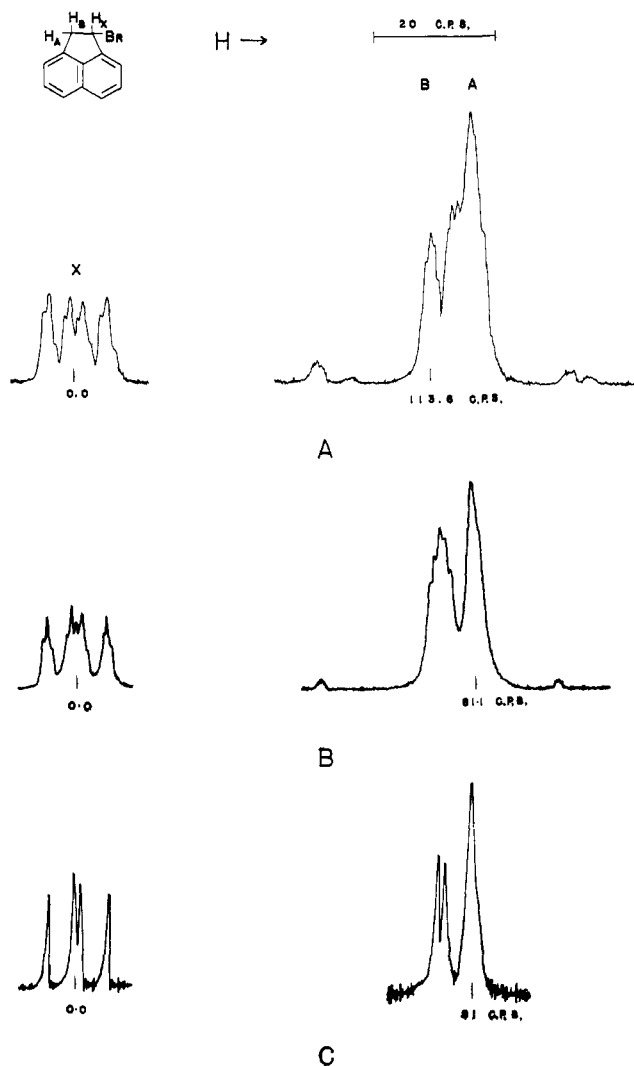 H_B H_X
H_A BR
H →
20 C.P.S.
B A
X
0.0
113.6 C.P.S.
A
0.0
81.1 C.P.S.
B
0.0
81 C.P.S.
C